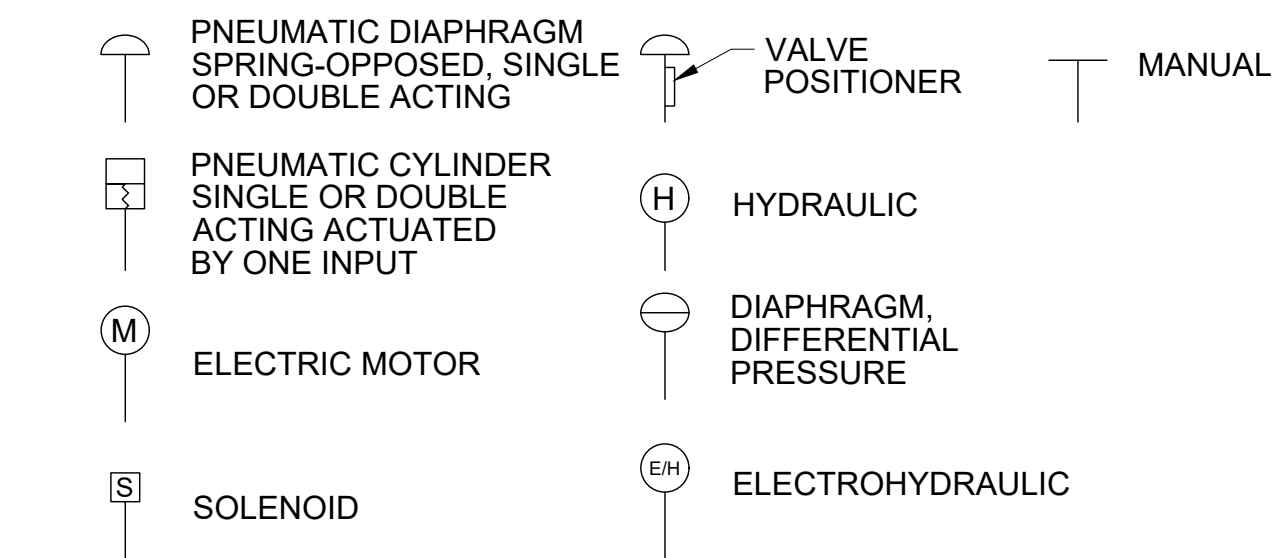 PNEUMATIC DIAPHRAGM
SPRING-OPPOSED, SINGLE
OR DOUBLE ACTING
VALVE
POSITIONER
MANUAL
PNEUMATIC CYLINDER
SINGLE OR DOUBLE
ACTING ACTUATED
BY ONE INPUT
H
HYDRAULIC
M
ELECTRIC MOTOR
DIAPHRAGM,
DIFFERENTIAL
PRESSURE
S
SOLENOID
E/H
ELECTROHYDRAULIC